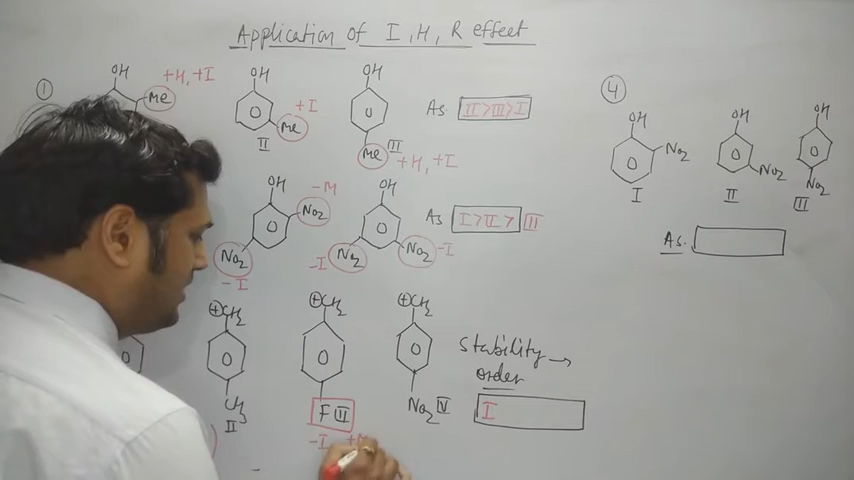 Application of I, H, R effect
① OH Me +H, +I
OH Me +I II
OH Me III +H, +I
As II > III > I
OH NO2 -M NO2 -I
OH NO2 -I NO2 -I
As I > II > III
⊕CH2 CH3 II
⊕CH2 F III -I
⊕CH2 NO2 IV
Stability →
order
I
④ OH NO2 I
OH NO2 II
OH NO2 III
As.